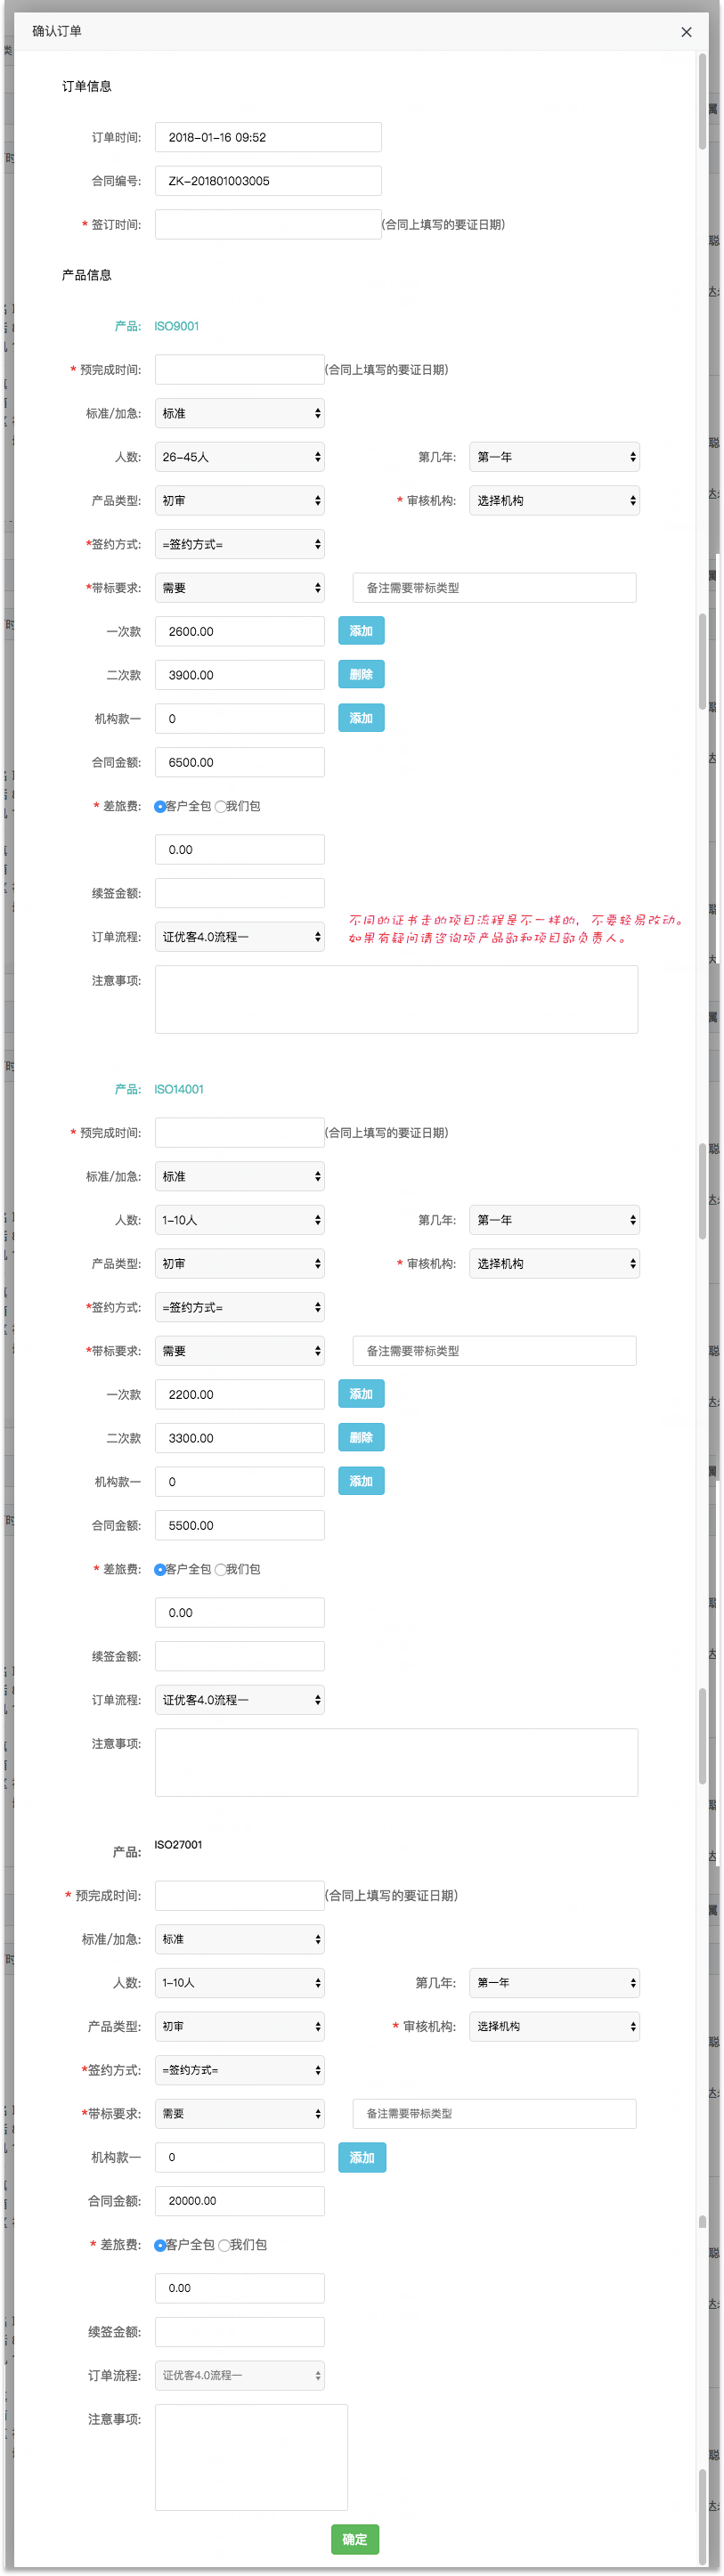 确认订单
订单信息
订单时间: 2018-01-16 09:52
合同编号: ZK-201801003005
* 签订时间: (合同上填写的要证日期)
产品信息
产品: ISO9001
* 预完成时间: (合同上填写的要证日期)
标准/加急: 标准
人数: 26-45人 第几年: 第一年
产品类型: 初审 * 审核机构: 选择机构
*签约方式: =签约方式=
*带标要求: 需要 备注需要带标类型
一次款 2600.00 添加
二次款 3900.00 删除
机构款一 0 添加
合同金额: 6500.00
* 差旅费: 客户全包 我们包
0.00
续签金额:
不同的证书走的项目流程是不一样的，不要轻易改动。
订单流程: 证优客4.0流程一 如果有疑问请咨询项产品部和项目部负责人。
注意事项:
产品: ISO14001
* 预完成时间: (合同上填写的要证日期)
标准/加急: 标准
人数: 1-10人 第几年: 第一年
产品类型: 初审 * 审核机构: 选择机构
*签约方式: =签约方式=
*带标要求: 需要 备注需要带标类型
一次款 2200.00 添加
二次款 3300.00 删除
机构款一 0 添加
合同金额: 5500.00
* 差旅费: 客户全包 我们包
0.00
续签金额:
订单流程: 证优客4.0流程一
注意事项:
产品: ISO27001
* 预完成时间: (合同上填写的要证日期)
标准/加急: 标准
人数: 1-10人 第几年: 第一年
产品类型: 初审 * 审核机构: 选择机构
*签约方式: =签约方式=
*带标要求: 需要 备注需要带标类型
机构款一 0 添加
合同金额: 20000.00
* 差旅费: 客户全包 我们包
0.00
续签金额:
订单流程: 证优客4.0流程一
注意事项:
确定